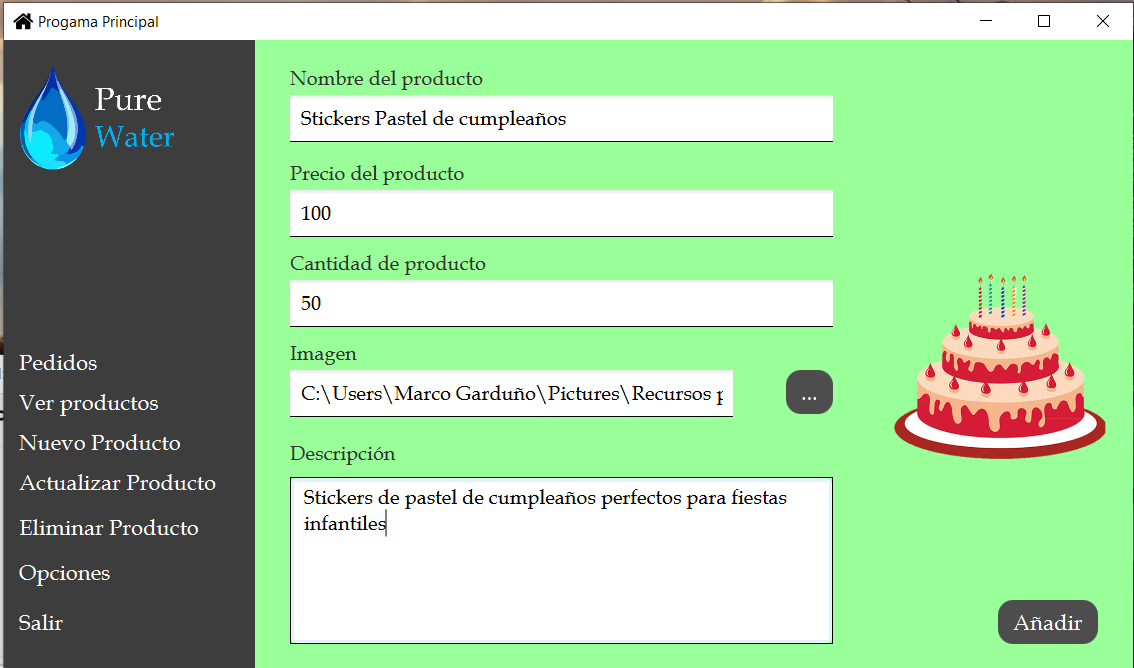 Progama Principal
Pure
Water
Pedidos
Ver productos
Nuevo Producto
Actualizar Producto
Eliminar Producto
Opciones
Salir
Nombre del producto
Stickers Pastel de cumpleaños
Precio del producto
100
Cantidad de producto
50
Imagen
C:\Users\Marco Garduño\Pictures\Recursos p
...
Descripción
Stickers de pastel de cumpleaños perfectos para fiestas
infantiles
Añadir